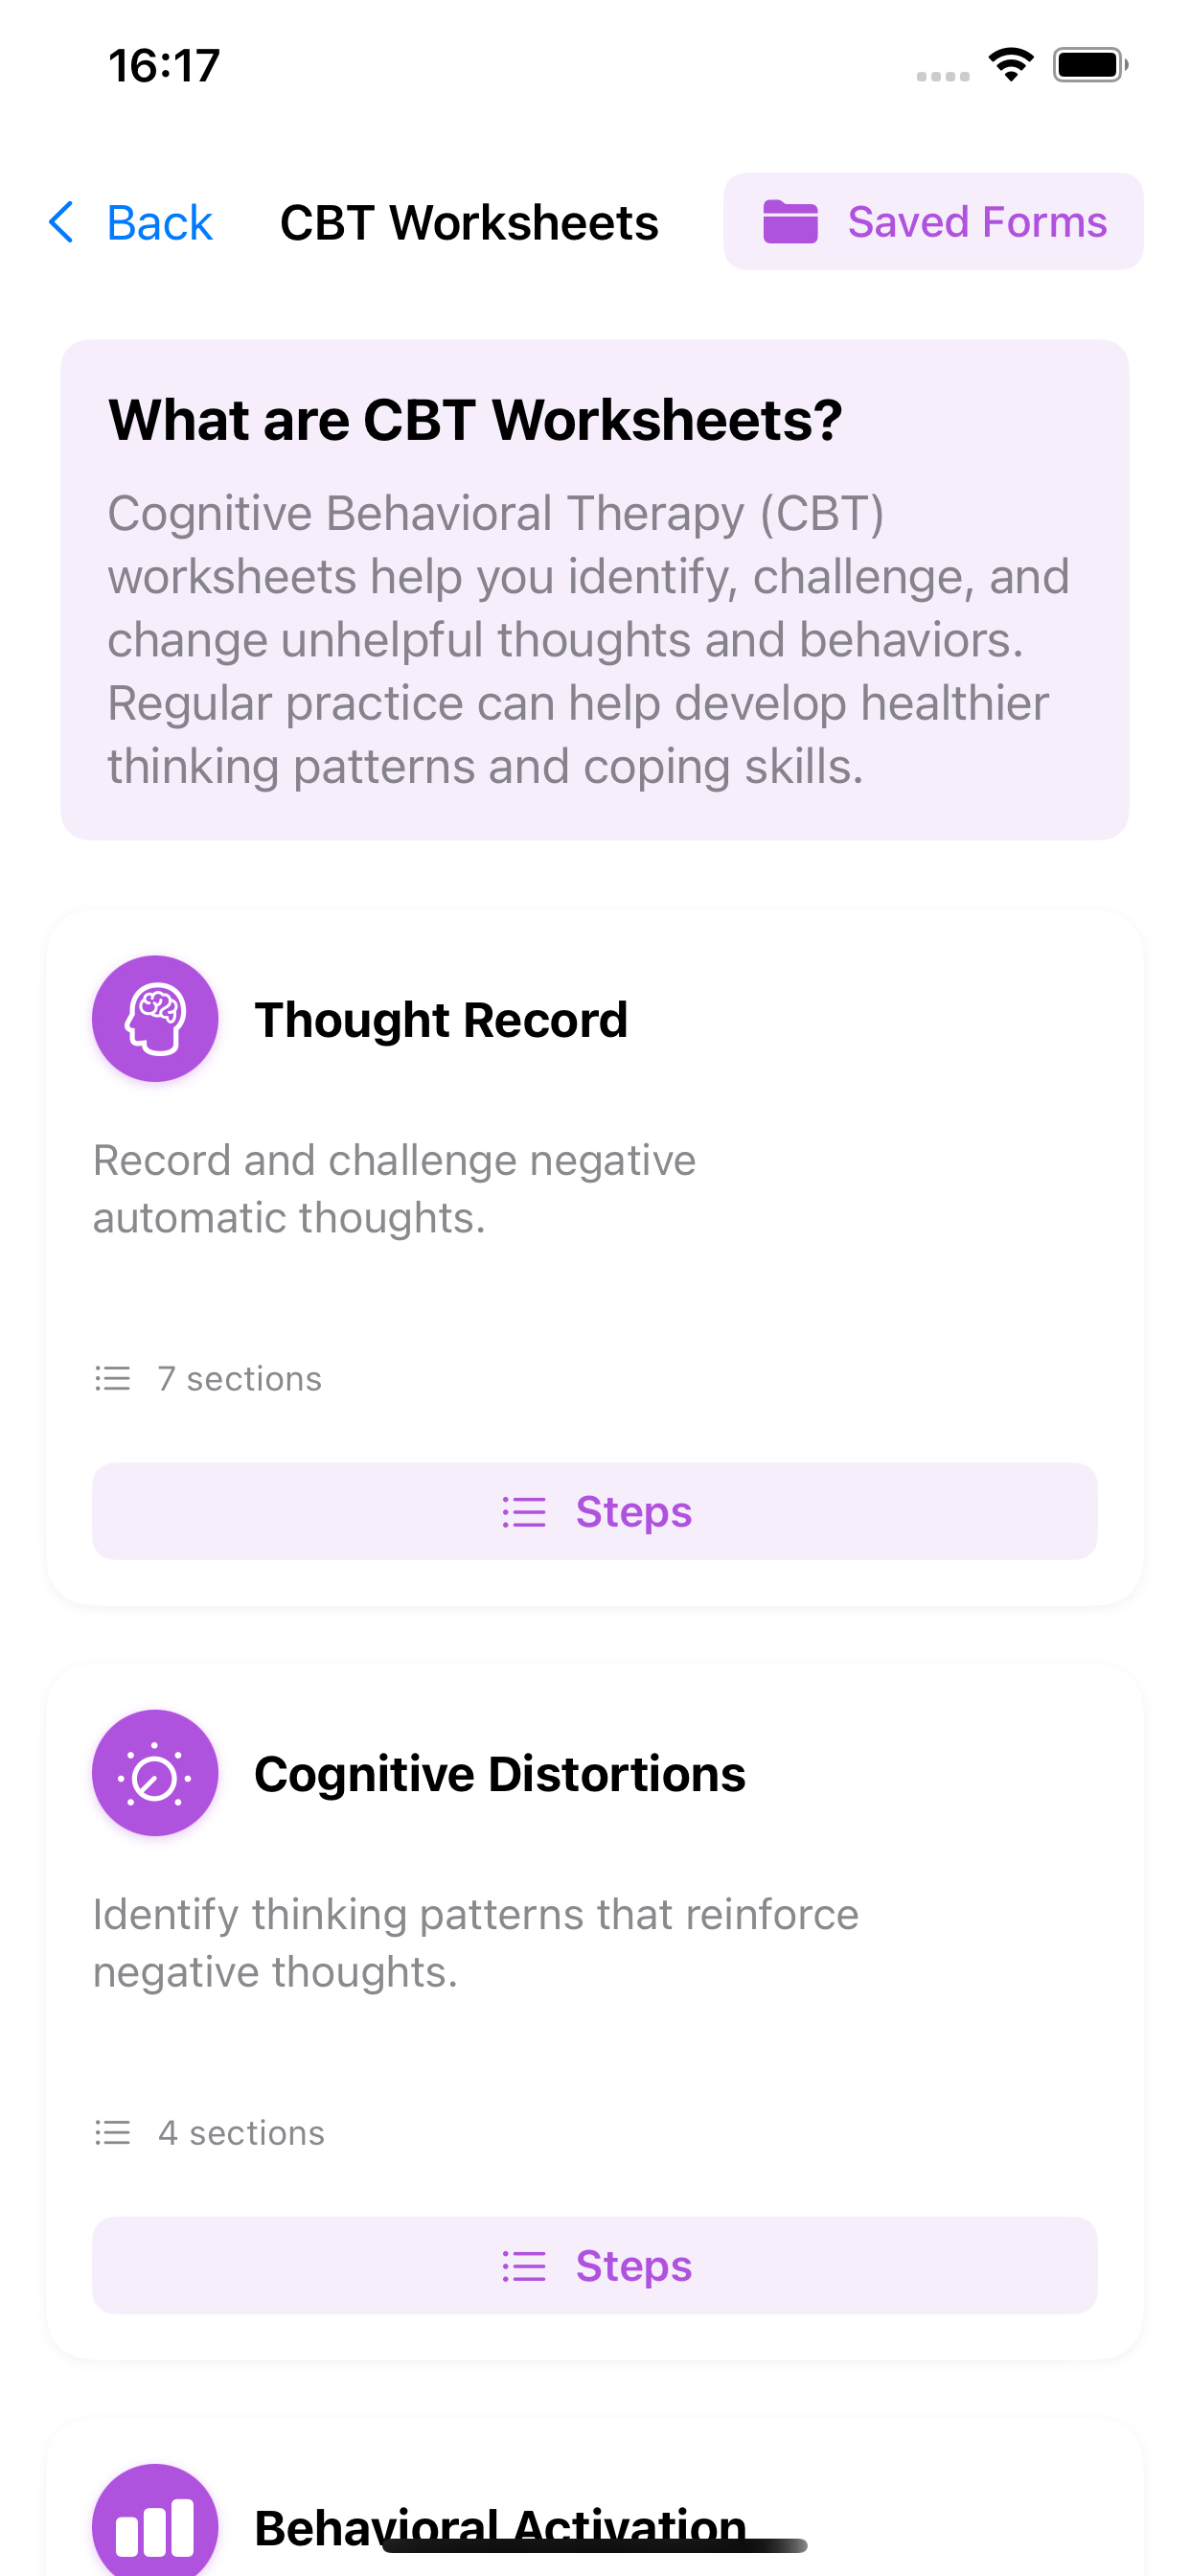 16:17
Back
CBT Worksheets
Saved Forms
What are CBT Worksheets?
Cognitive Behavioral Therapy (CBT)
worksheets help you identify, challenge, and
change unhelpful thoughts and behaviors.
Regular practice can help develop healthier
thinking patterns and coping skills.
Thought Record
Record and challenge negative
automatic thoughts.
7 sections
Steps
Cognitive Distortions
Identify thinking patterns that reinforce
negative thoughts.
4 sections
Steps
Behavioral Activation